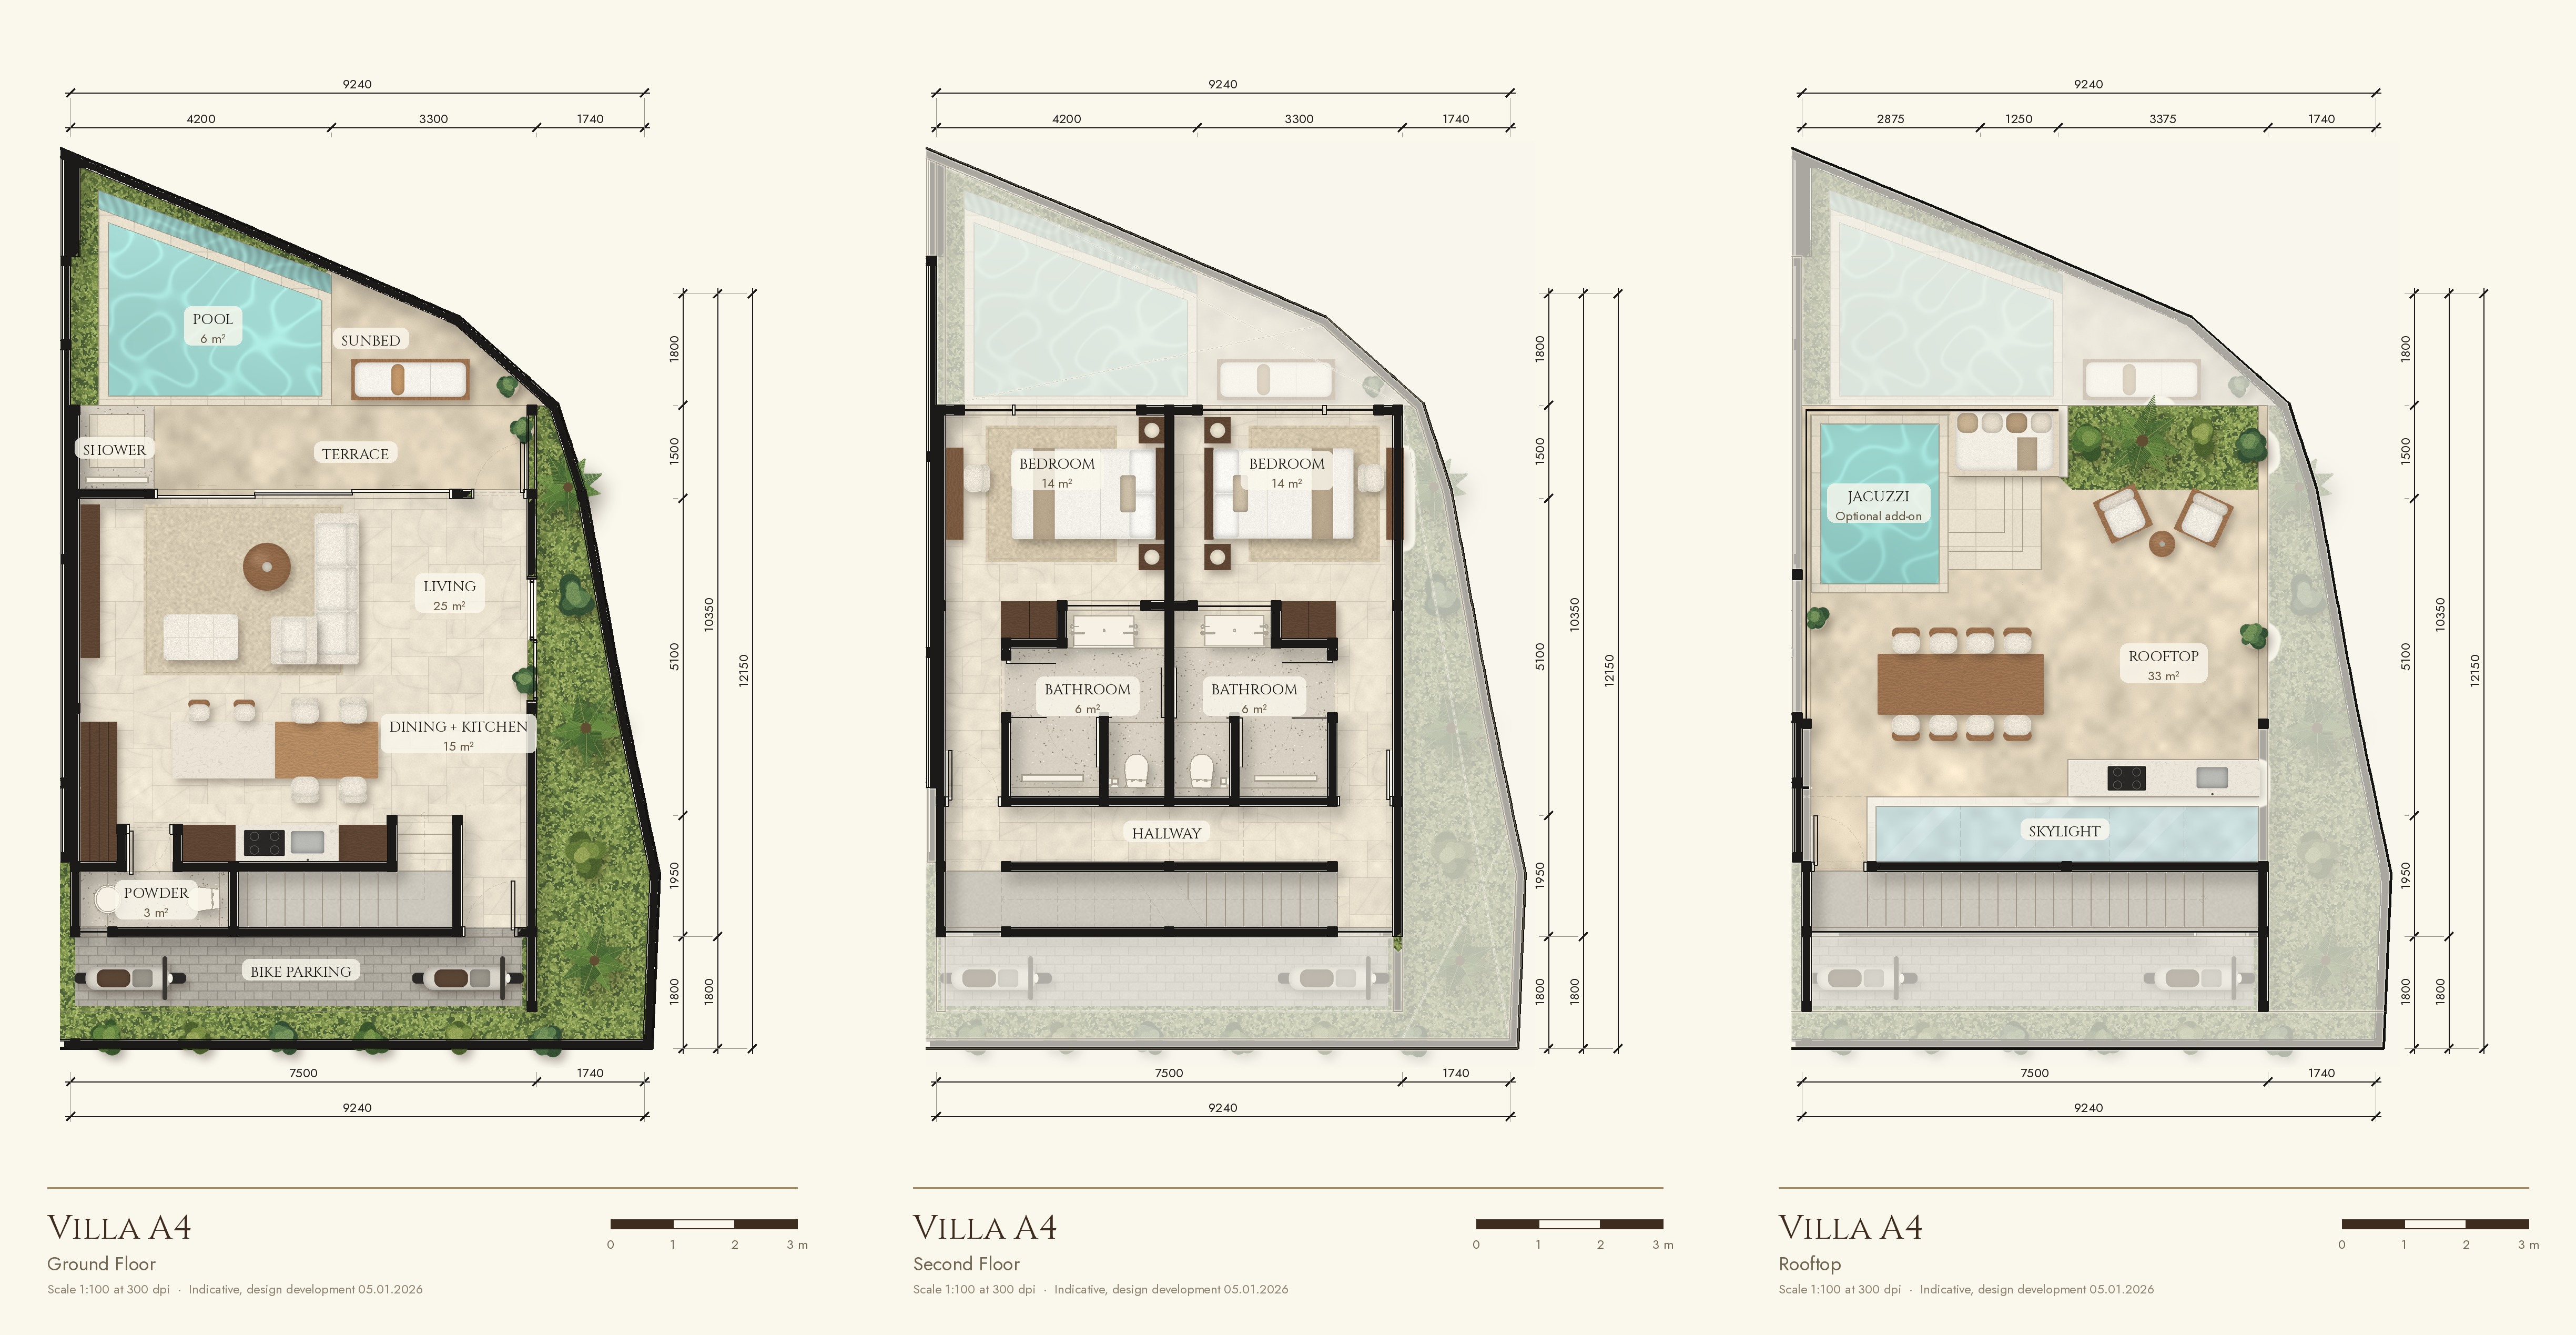 9240
4200 3300 1740
POOL
6 m²
SUNBED
SHOWER
TERRACE
LIVING
25 m²
DINING + KITCHEN
15 m²
POWDER
3 m²
BIKE PARKING
1800
1500
5100
1950
1800
10350
1800
12150
7500 1740
9240
VILLA A4
Ground Floor
Scale 1:100 at 300 dpi · Indicative, design development 05.01.2026
0 1 2 3 m
9240
4200 3300 1740
BEDROOM
14 m²
BEDROOM
14 m²
BATHROOM
6 m²
BATHROOM
6 m²
HALLWAY
1800
1500
5100
1950
1800
10350
1800
12150
7500 1740
9240
VILLA A4
Second Floor
Scale 1:100 at 300 dpi · Indicative, design development 05.01.2026
0 1 2 3 m
9240
2875 1250 3375 1740
JACUZZI
Optional add-on
ROOFTOP
33 m²
SKYLIGHT
1800
1500
5100
1950
1800
10350
1800
12150
7500 1740
9240
VILLA A4
Rooftop
Scale 1:100 at 300 dpi · Indicative, design development 05.01.2026
0 1 2 3 m